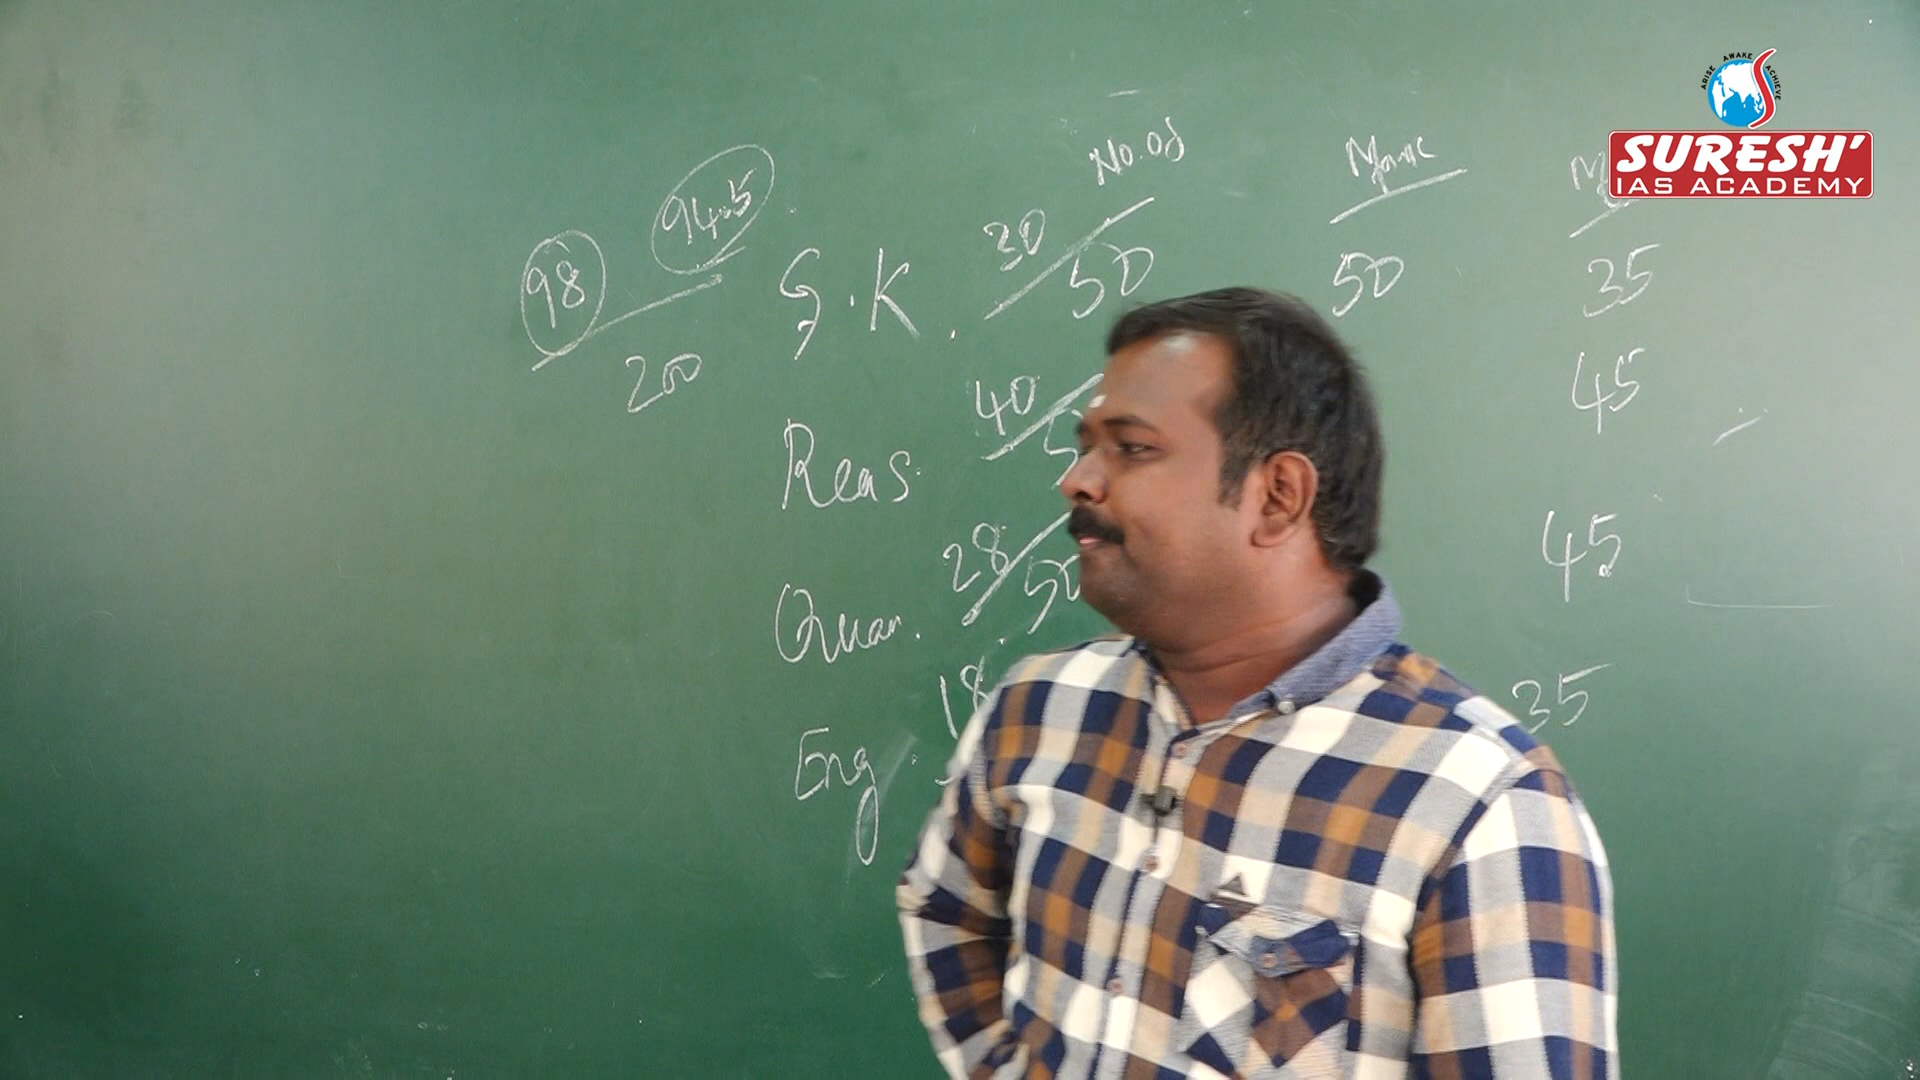 ARISE AWAKE ACHIEVE
SURESH'
IAS ACADEMY
No. of
98 94.5
200
G.K 30 50 50 35
Reas. 40 45
Quan. 28 50 45
Eng. 18 35